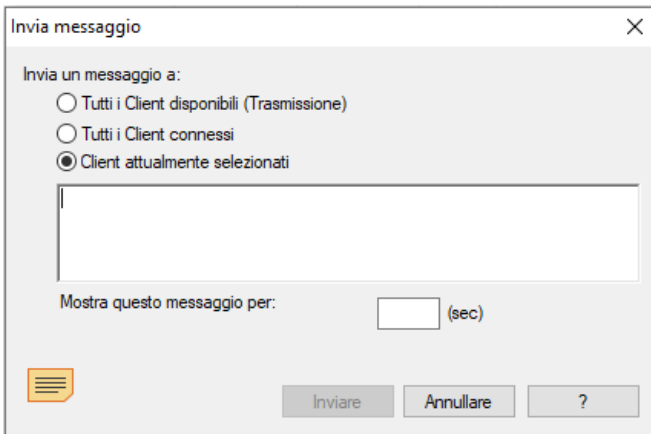 Invia messaggio
Invia un messaggio a:
Tutti i Client disponibili (Trasmissione)
Tutti i Client connessi
Client attualmente selezionati
Mostra questo messaggio per:
(sec)
Inviare Annullare ?